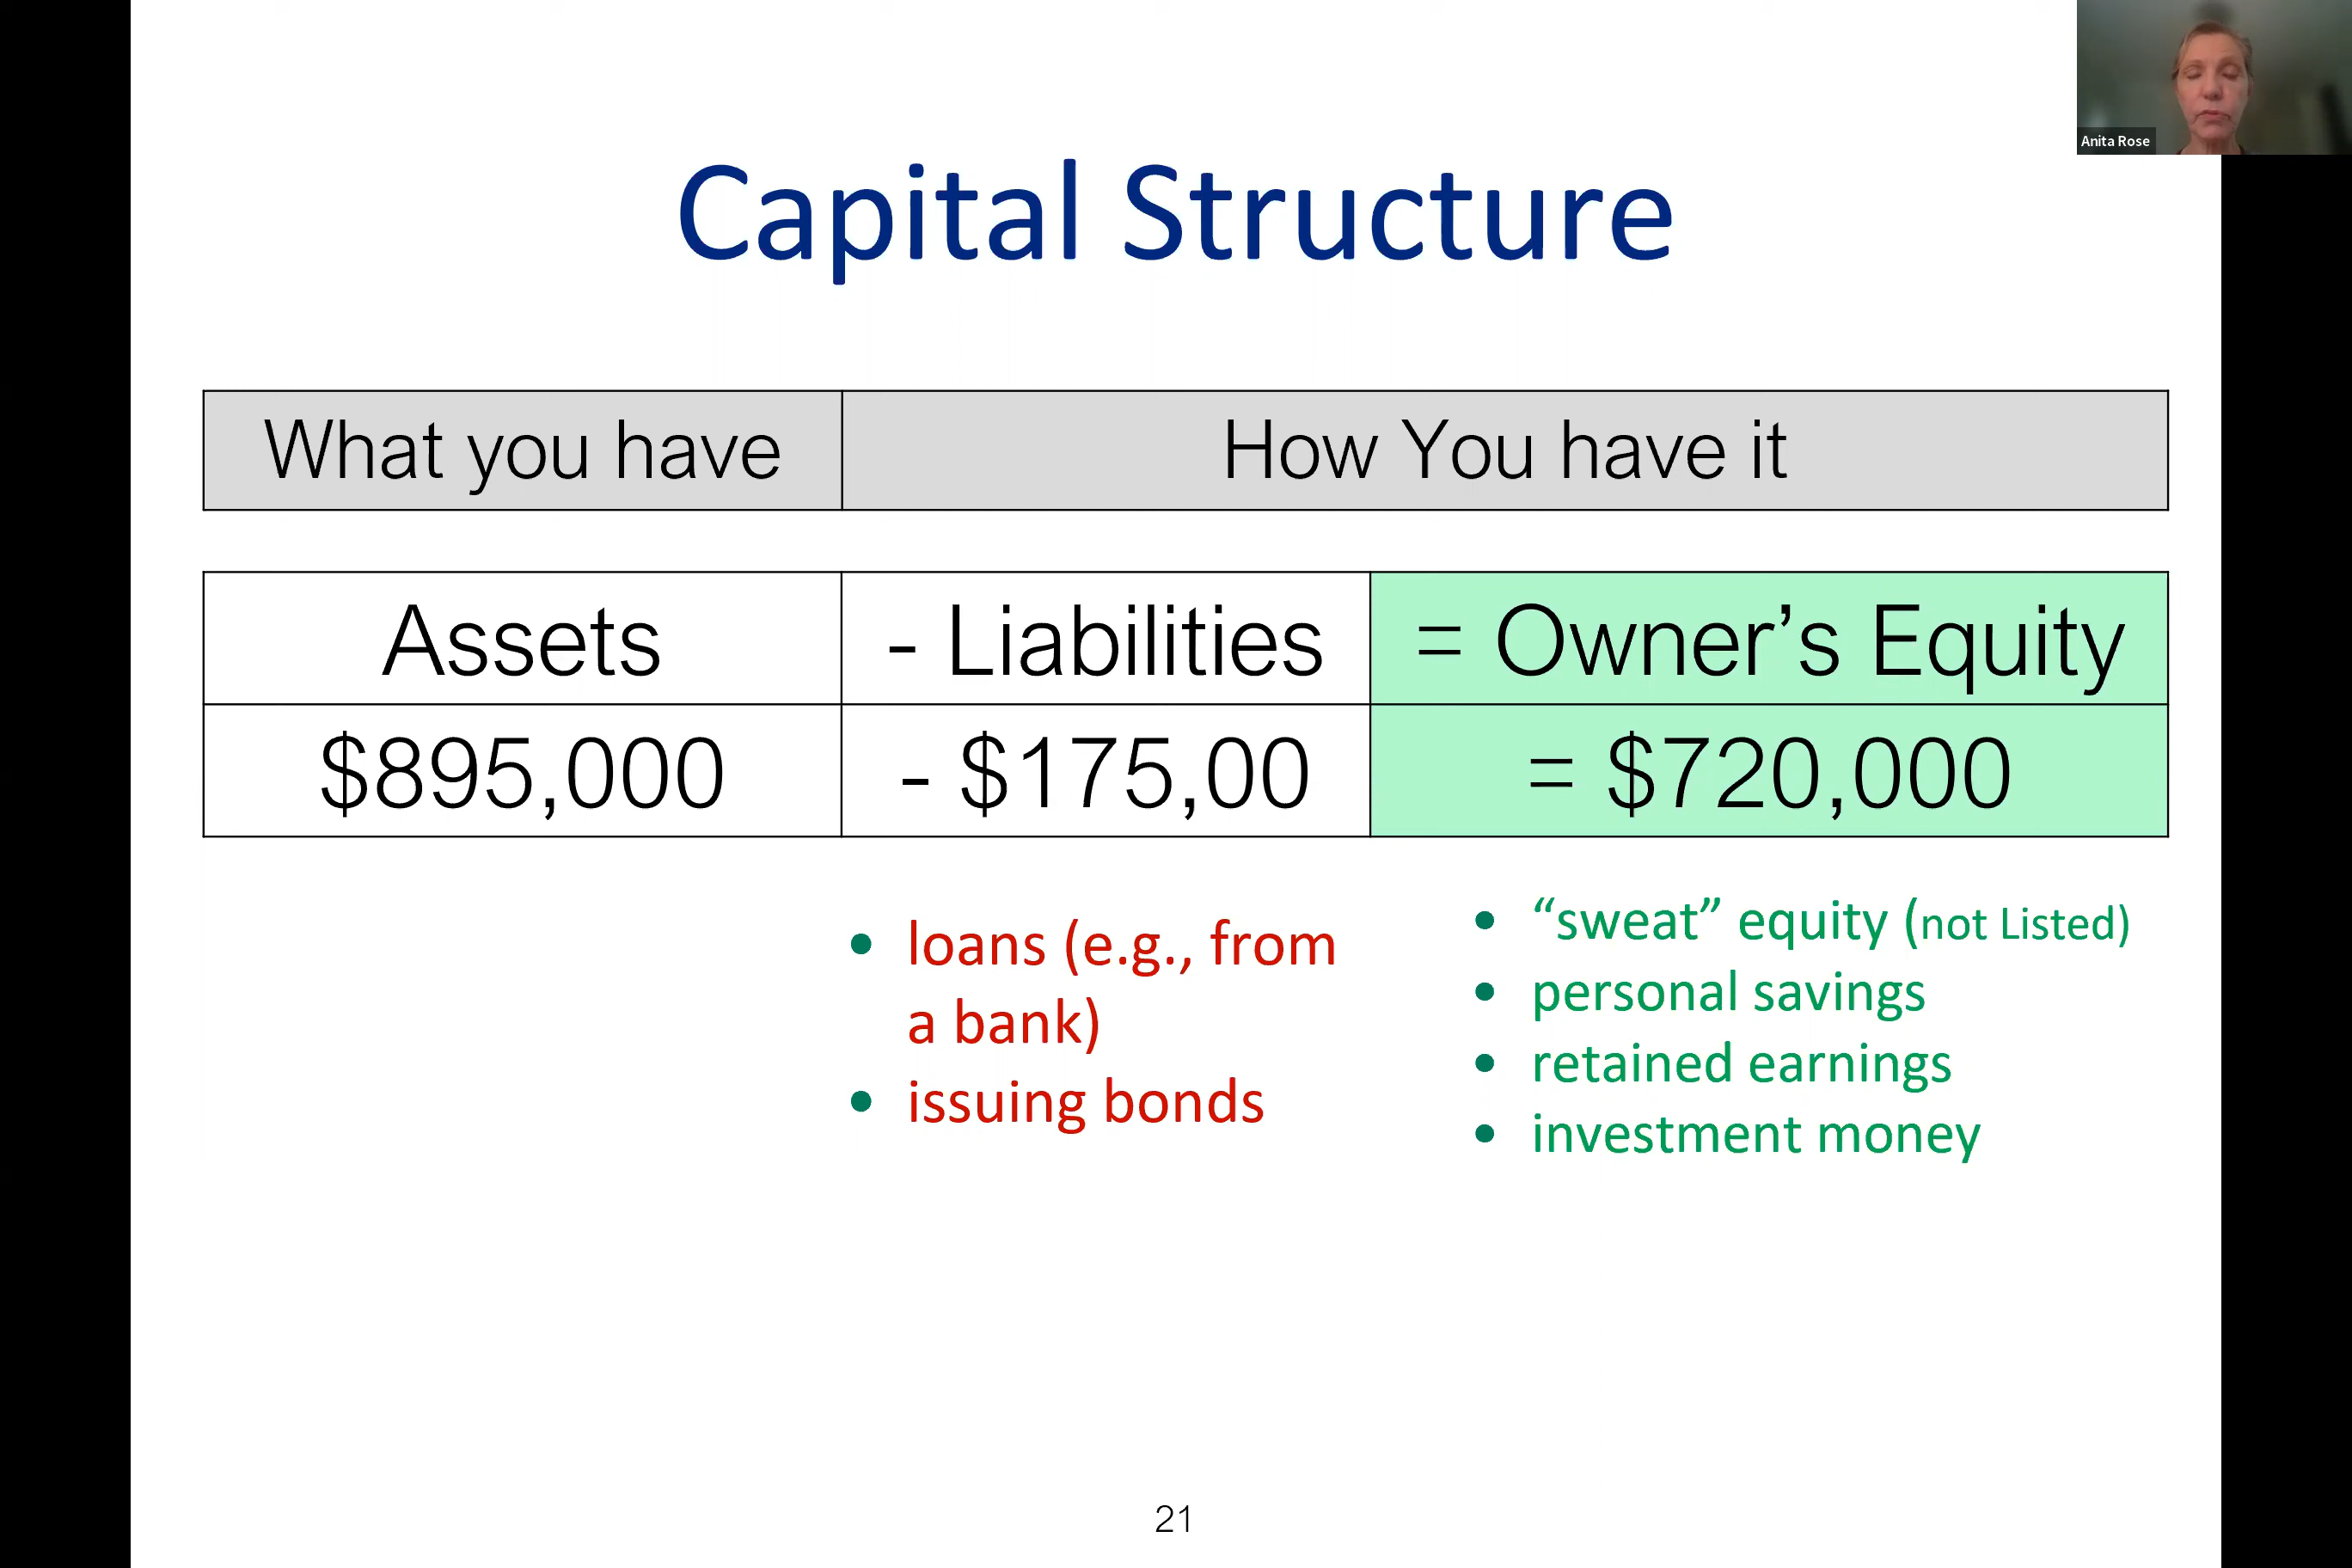 Anita Rose
Capital Structure
What you have
How You have it
Assets
- Liabilities
= Owner’s Equity
$895,000
- $175,00
= $720,000
loans (e.g., from
a bank)
issuing bonds
“sweat” equity (not Listed)
personal savings
retained earnings
investment money
21